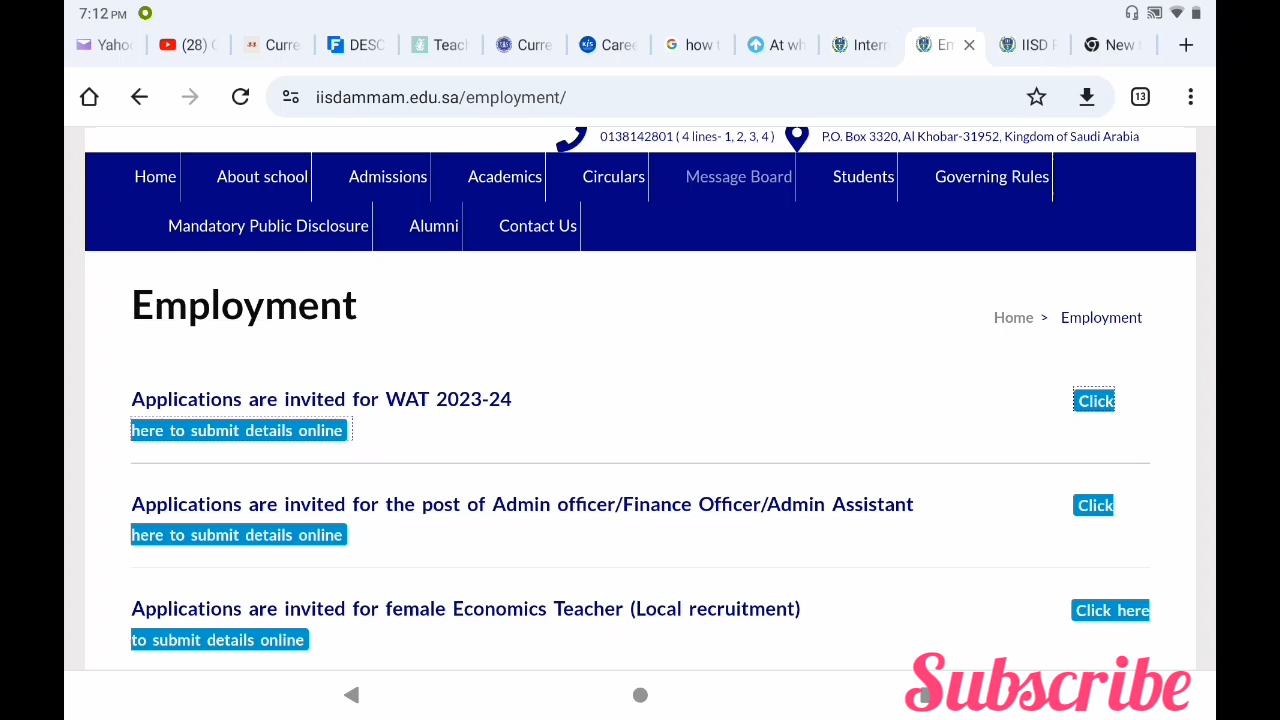 7:12 PM
Yaho
(28)
Curre
DESC
Teach
Curre
Caree
how t
At wh
Intern
En
IISD
New
iisdammam.edu.sa/employment/
13
0138142801 ( 4 lines- 1, 2, 3, 4 )
P.O. Box 3320, Al Khobar-31952, Kingdom of Saudi Arabia
Home
About school
Admissions
Academics
Circulars
Message Board
Students
Governing Rules
Mandatory Public Disclosure
Alumni
Contact Us
Employment
Home > Employment
Applications are invited for WAT 2023-24 Click
here to submit details online
Applications are invited for the post of Admin officer/Finance Officer/Admin Assistant Click
here to submit details online
Applications are invited for female Economics Teacher (Local recruitment) Click here
to submit details online
Subscribe